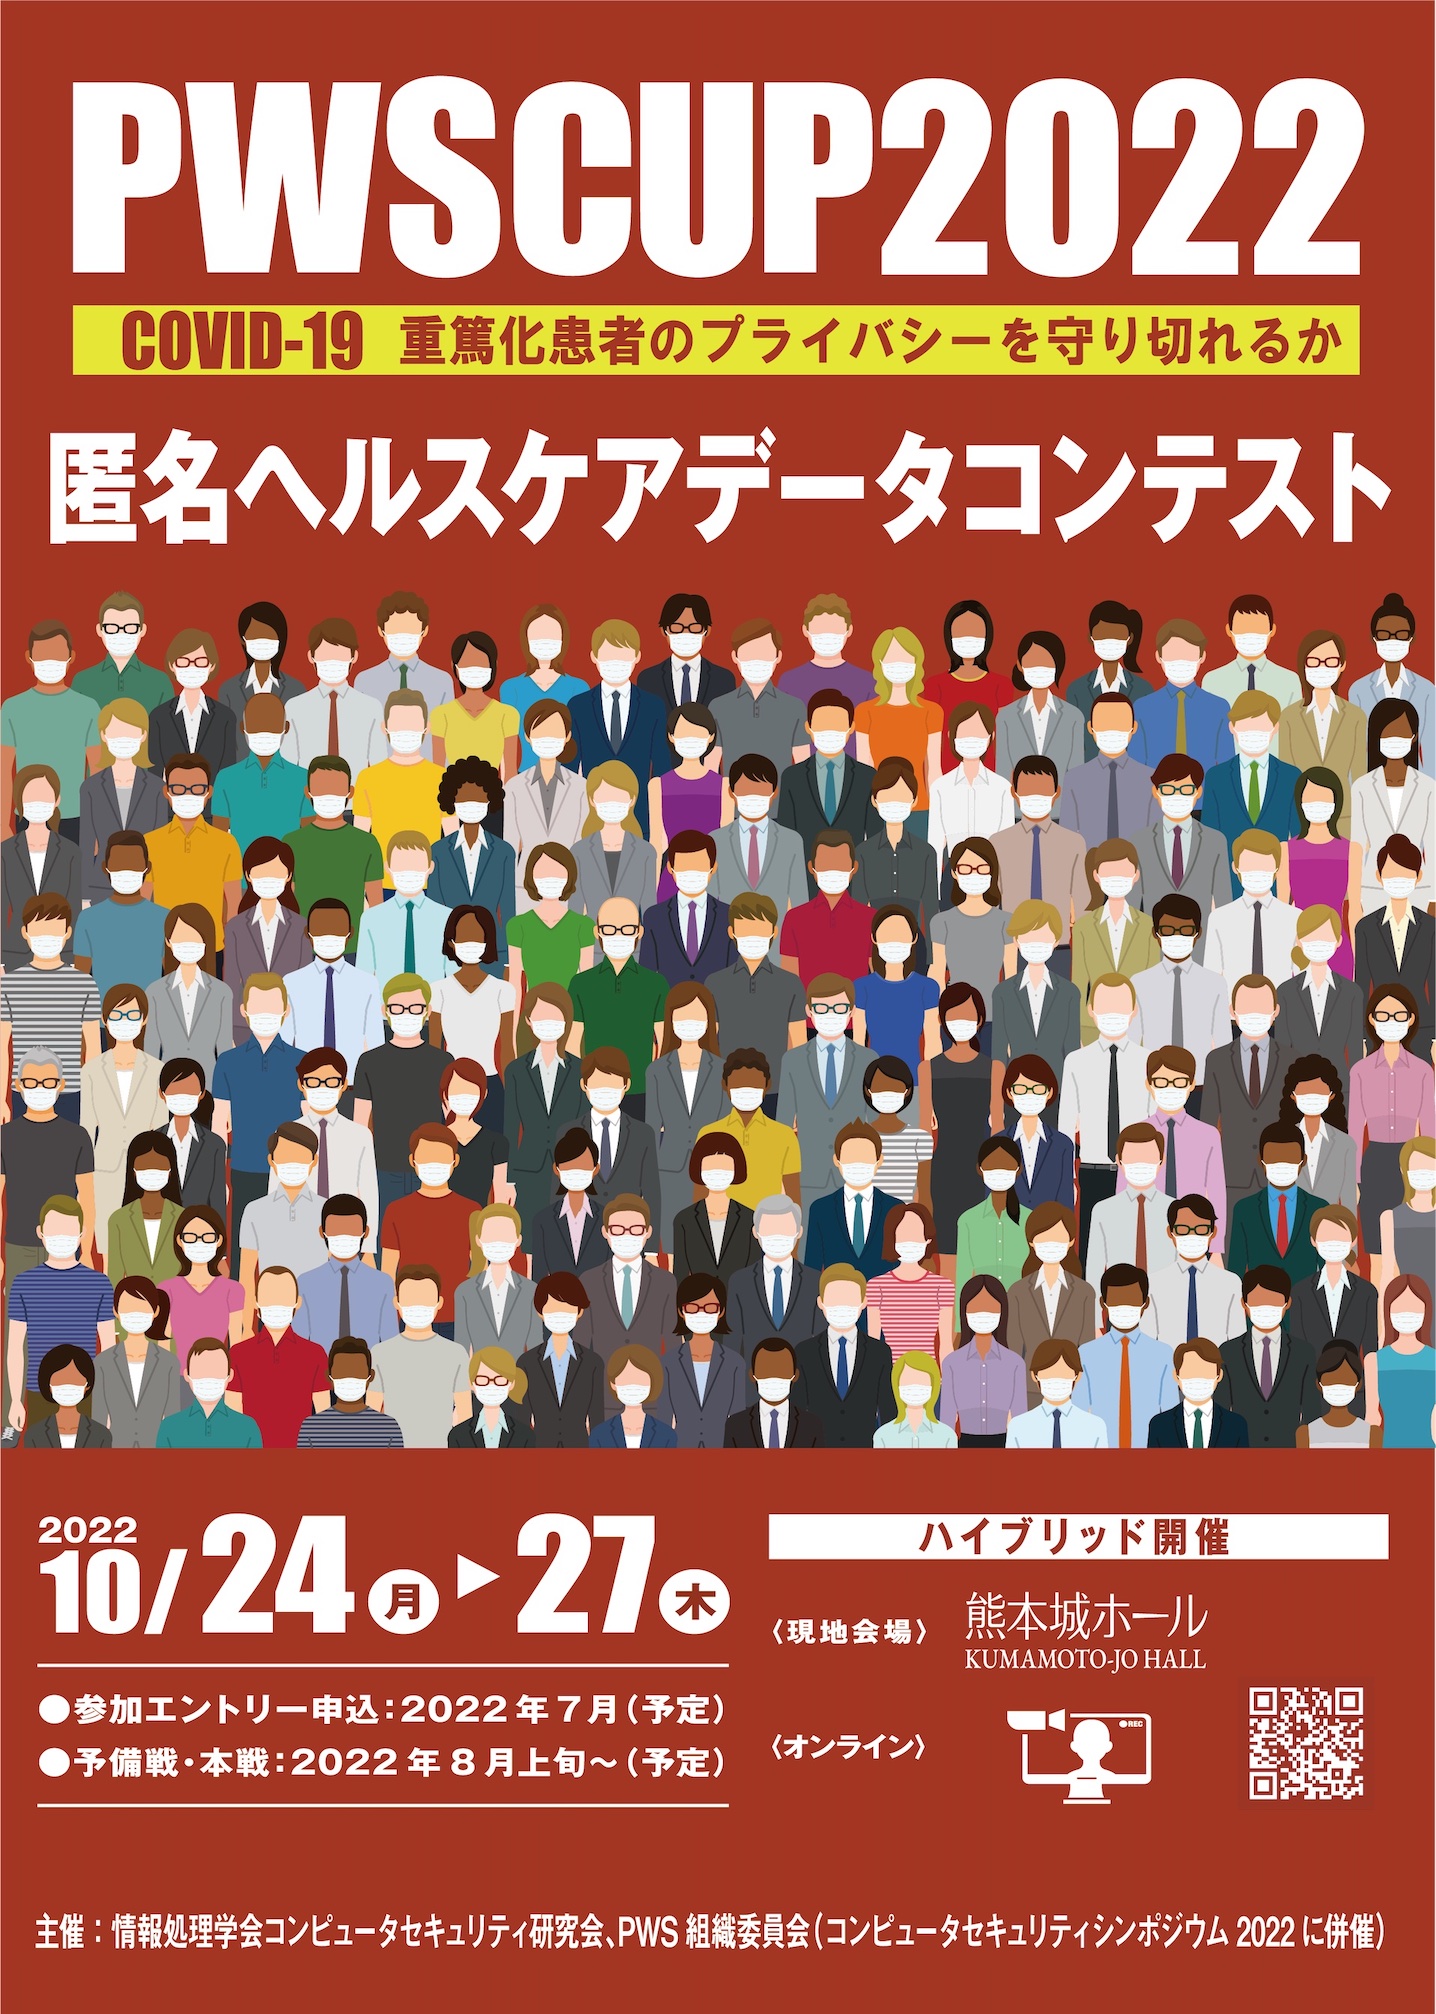 PWSCUP2022
COVID-19 重篤化患者のプライバシーを守り切れるか
匿名ヘルスケアデータコンテスト
2022
10/24月▶27木
●参加エントリー申込：2022年7月（予定）
●予備戦・本戦：2022年8月上旬～（予定）
ハイブリッド開催
〈現地会場〉
熊本城ホール
KUMAMOTO-JO HALL
〈オンライン〉
●REC
主催：情報処理学会コンピュータセキュリティ研究会、PWS組織委員会（コンピュータセキュリティシンポジウム2022に併催）